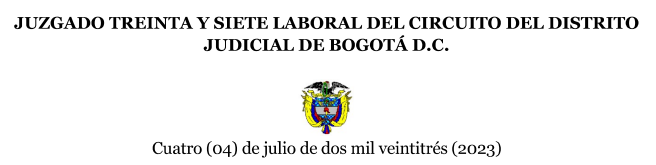 JUZGADO TREINTA Y SIETE LABORAL DEL CIRCUITO DEL DISTRITO
JUDICIAL DE BOGOTÁ D.C.
Cuatro (04) de julio de dos mil veintitrés (2023)